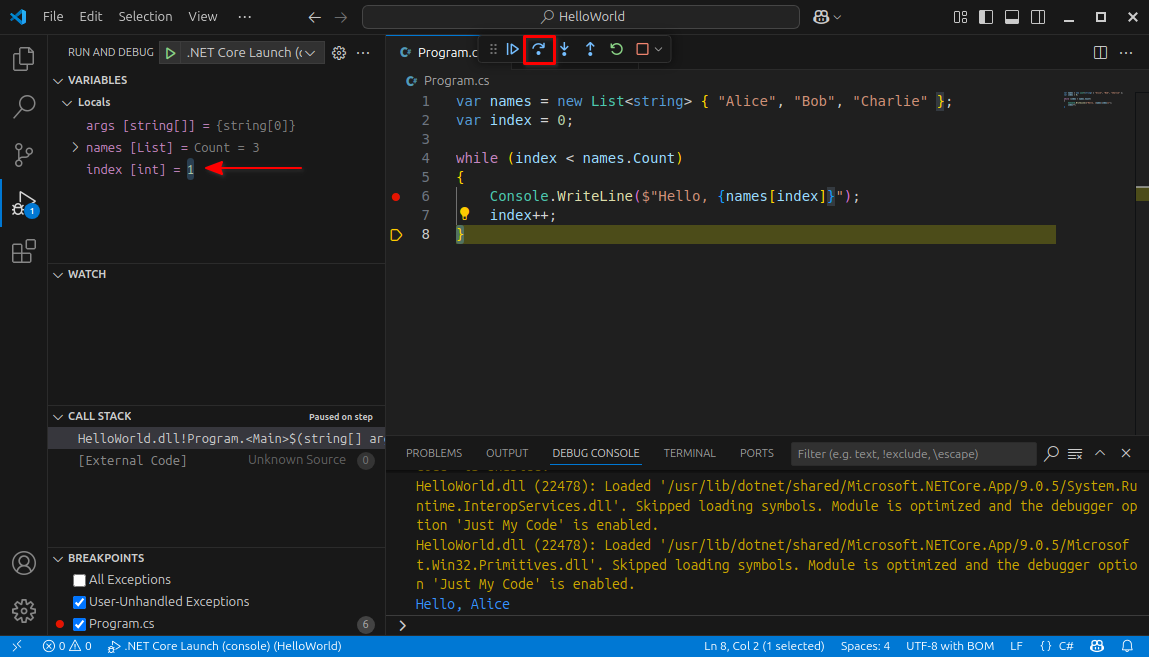 File Edit Selection View ··· HelloWorld
RUN AND DEBUG .NET Core Launch (c
VARIABLES
Locals
args [string[]] = {string[0]}
names [List] = Count = 3
index [int] = 1
WATCH
CALL STACK Paused on step
HelloWorld.dll!Program.<Main>$(string[] ar
[External Code] Unknown Source 0
BREAKPOINTS
All Exceptions
User-Unhandled Exceptions
Program.cs 6
1
Program.c
Program.cs
1 var names = new List<string> { "Alice", "Bob", "Charlie" };
2 var index = 0;
3
4 while (index < names.Count)
5 {
6 Console.WriteLine($"Hello, {names[index]}");
7 index++;
8 }
PROBLEMS OUTPUT DEBUG CONSOLE TERMINAL PORTS Filter (e.g. text, !exclude, \escape)
HelloWorld.dll (22478): Loaded '/usr/lib/dotnet/shared/Microsoft.NETCore.App/9.0.5/System.Ru
ntime.InteropServices.dll'. Skipped loading symbols. Module is optimized and the debugger op
tion 'Just My Code' is enabled.
HelloWorld.dll (22478): Loaded '/usr/lib/dotnet/shared/Microsoft.NETCore.App/9.0.5/Microsof
t.Win32.Primitives.dll'. Skipped loading symbols. Module is optimized and the debugger optio
n 'Just My Code' is enabled.
Hello, Alice
0 0 .NET Core Launch (console) (HelloWorld) Ln 8, Col 2 (1 selected) Spaces: 4 UTF-8 with BOM LF {} C#